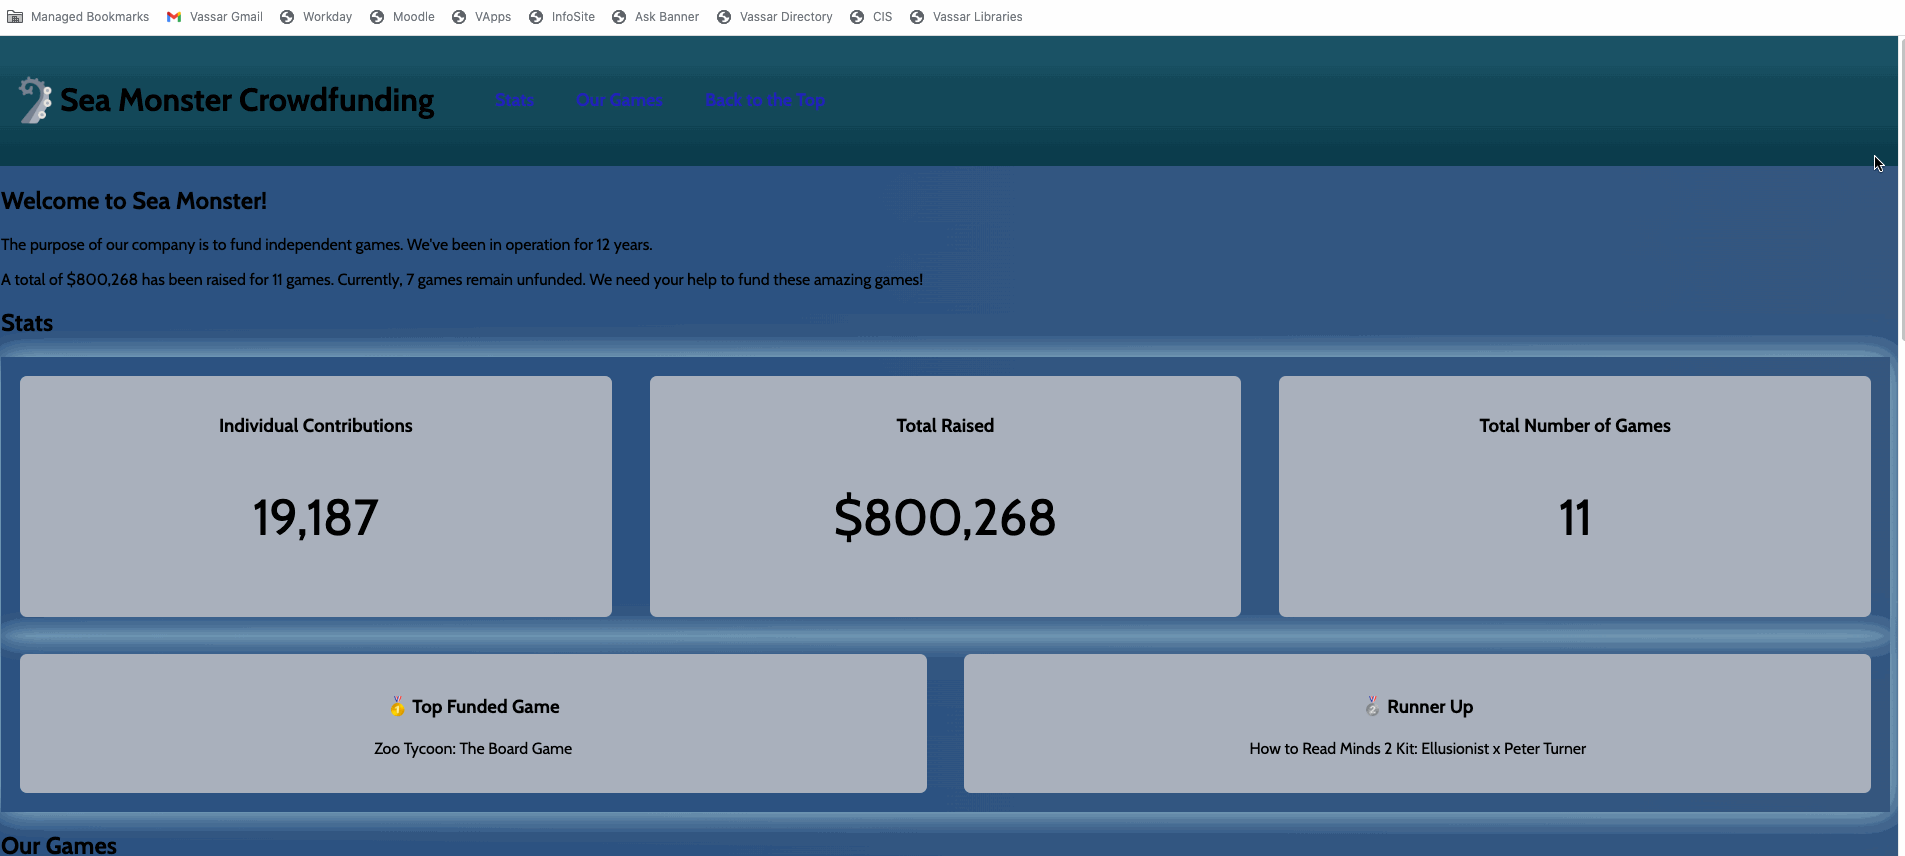 Managed Bookmarks Vassar Gmail Workday Moodle VApps InfoSite Ask Banner Vassar Directory CIS Vassar Libraries
Sea Monster Crowdfunding Stats Our Games Back to the Top
Welcome to Sea Monster!
The purpose of our company is to fund independent games. We've been in operation for 12 years.
A total of $800,268 has been raised for 11 games. Currently, 7 games remain unfunded. We need your help to fund these amazing games!
Stats
Individual Contributions
19,187
Total Raised
$800,268
Total Number of Games
11
🥇 Top Funded Game
Zoo Tycoon: The Board Game
🥈 Runner Up
How to Read Minds 2 Kit: Ellusionist x Peter Turner
Our Games